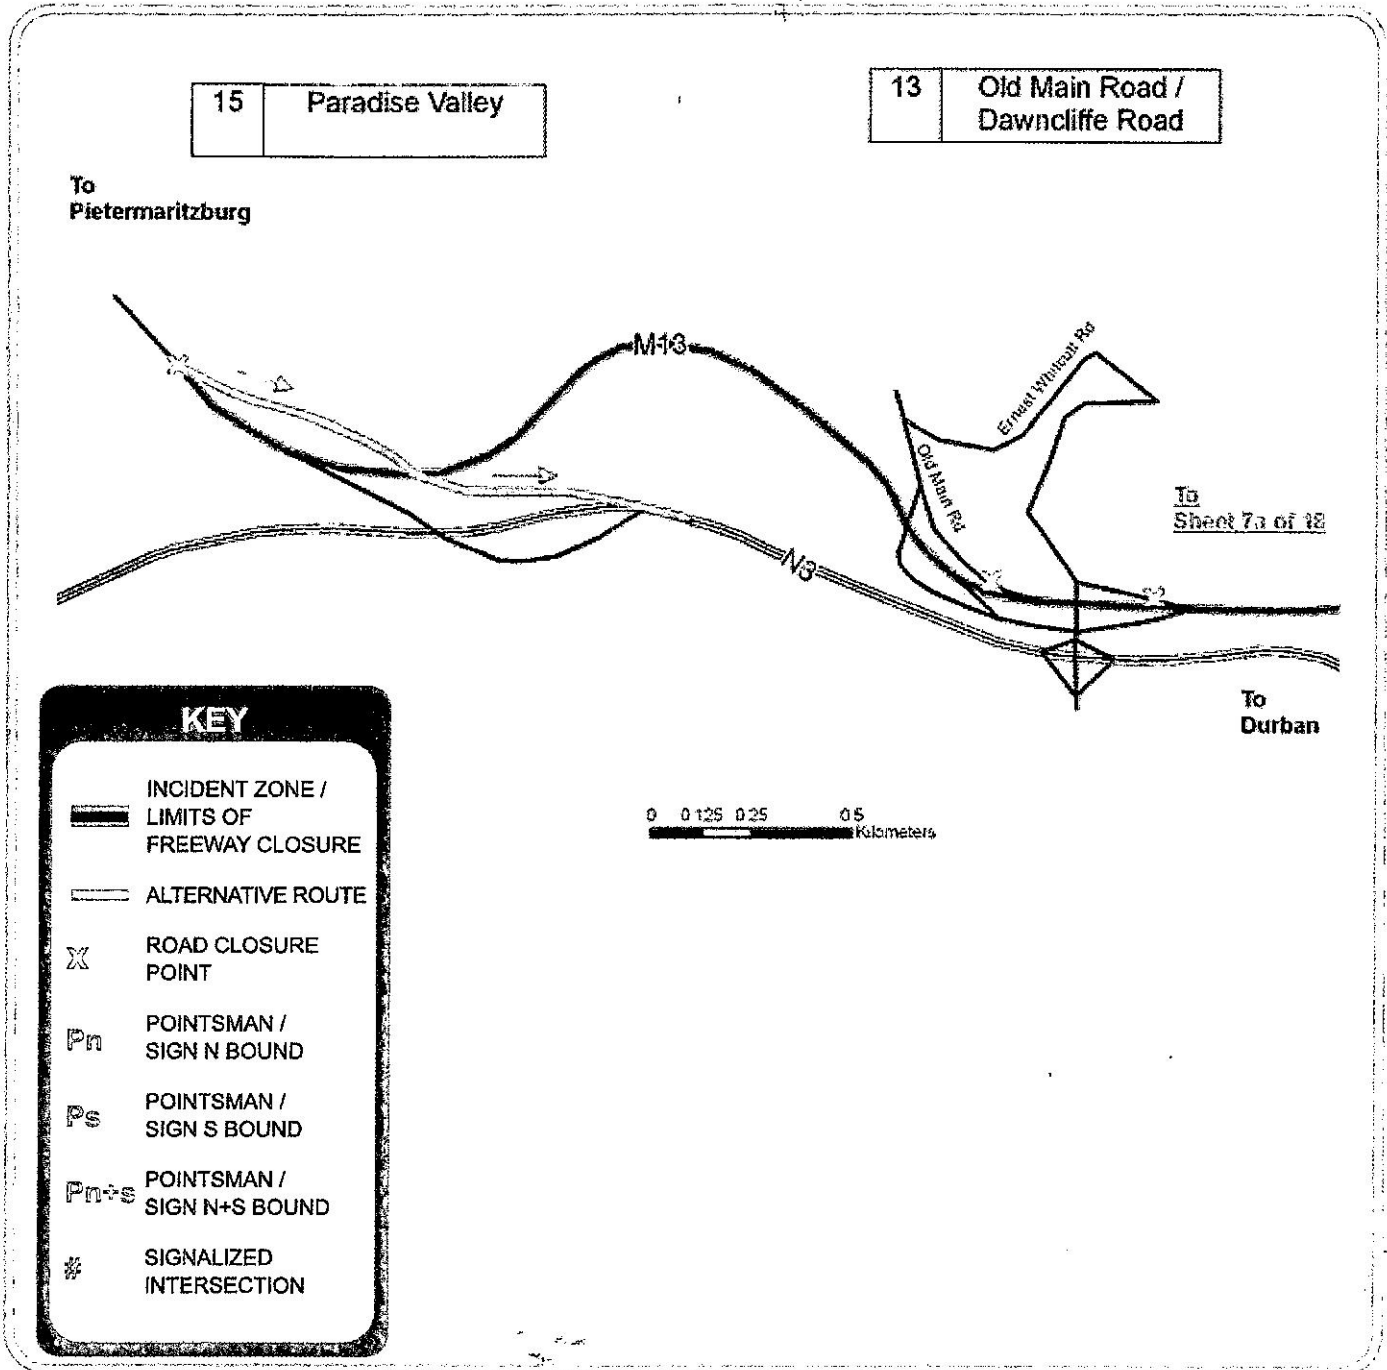 15 Paradise Valley
13 Old Main Road /
Dawncliffe Road
To
Pietermaritzburg
M13
Ernest Whitcutt Rd
Old Main Rd
To
Sheet 7a of 18
N3
To
Durban
KEY
INCIDENT ZONE /
LIMITS OF
FREEWAY CLOSURE
ALTERNATIVE ROUTE
X ROAD CLOSURE
POINT
Pn POINTSMAN /
SIGN N BOUND
Ps POINTSMAN /
SIGN S BOUND
Pn+s POINTSMAN /
SIGN N+S BOUND
# SIGNALIZED
INTERSECTION
0 0.125 0.25 0.5
Kilometers